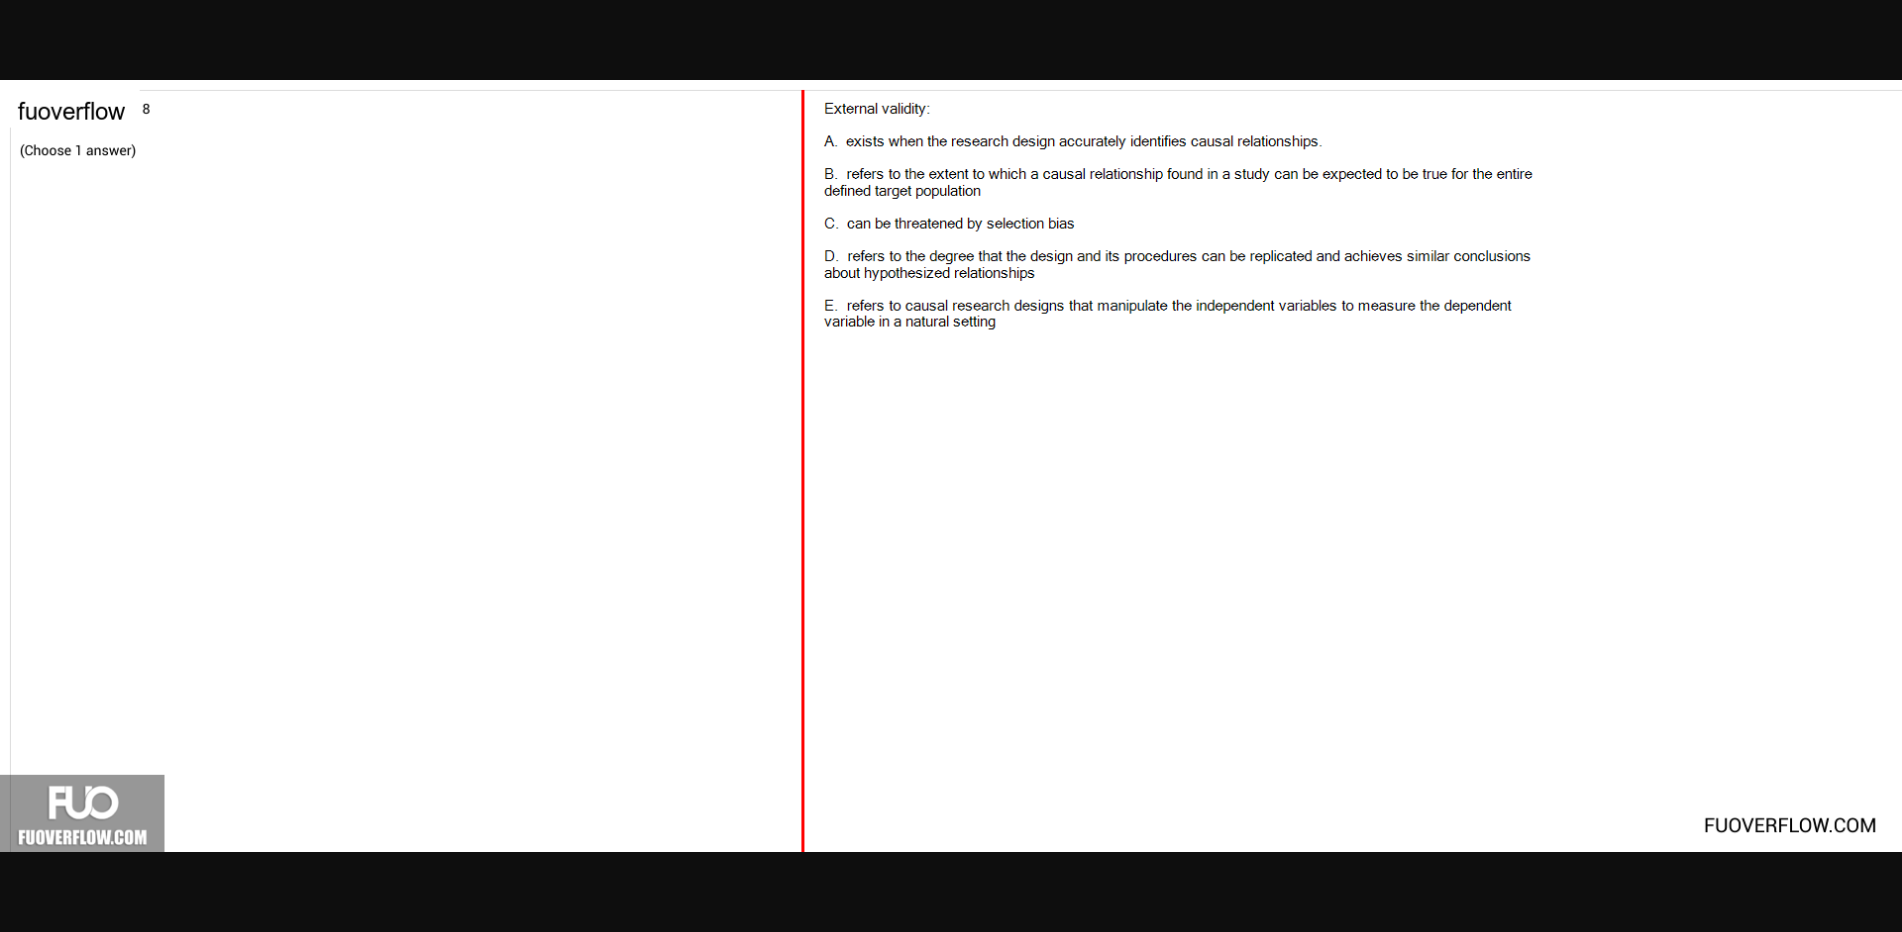 fuoverflow 8
(Choose 1 answer)
External validity:
A. exists when the research design accurately identifies causal relationships.
B. refers to the extent to which a causal relationship found in a study can be expected to be true for the entire
defined target population
C. can be threatened by selection bias
D. refers to the degree that the design and its procedures can be replicated and achieves similar conclusions
about hypothesized relationships
E. refers to causal research designs that manipulate the independent variables to measure the dependent
variable in a natural setting
FUO
FUOVERFLOW.COM
FUOVERFLOW.COM